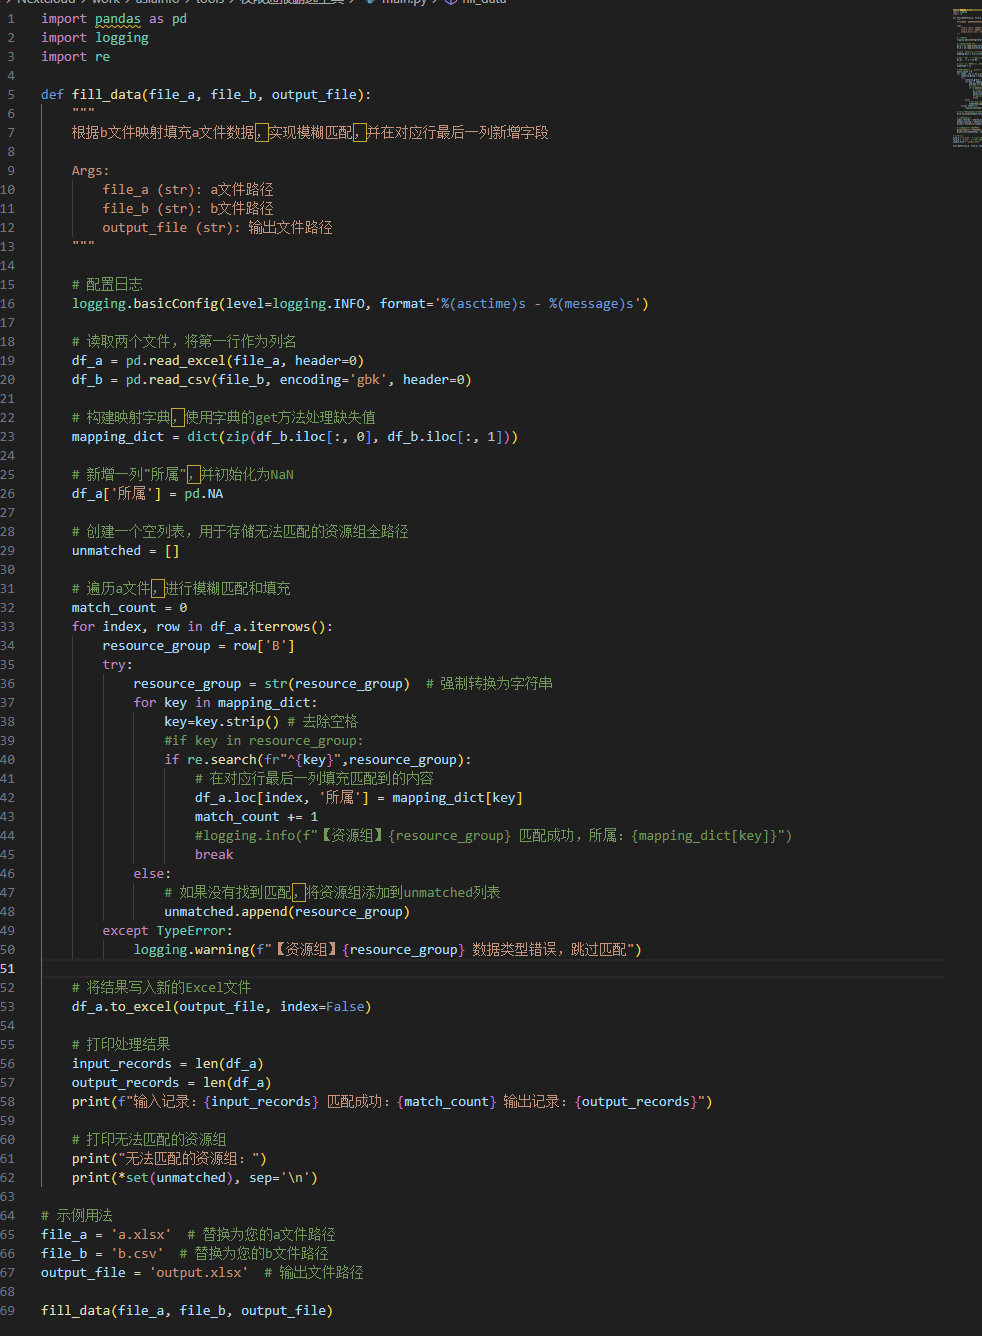 Nextcloud > work > asiainfo > tools > 权限通报筛选工具 > main.py > fill_data
1 import pandas as pd
2 import logging
3 import re
4
5 def fill_data(file_a, file_b, output_file):
6 """
7 根据b文件映射填充a文件数据，实现模糊匹配，并在对应行最后一列新增字段
8
9 Args:
10 file_a (str): a文件路径
11 file_b (str): b文件路径
12 output_file (str): 输出文件路径
13 """
14
15 # 配置日志
16 logging.basicConfig(level=logging.INFO, format='%(asctime)s - %(message)s')
17
18 # 读取两个文件，将第一行作为列名
19 df_a = pd.read_excel(file_a, header=0)
20 df_b = pd.read_csv(file_b, encoding='gbk', header=0)
21
22 # 构建映射字典，使用字典的get方法处理缺失值
23 mapping_dict = dict(zip(df_b.iloc[:, 0], df_b.iloc[:, 1]))
24
25 # 新增一列"所属"，并初始化为NaN
26 df_a['所属'] = pd.NA
27
28 # 创建一个空列表，用于存储无法匹配的资源组全路径
29 unmatched = []
30
31 # 遍历a文件，进行模糊匹配和填充
32 match_count = 0
33 for index, row in df_a.iterrows():
34 resource_group = row['B']
35 try:
36 resource_group = str(resource_group) # 强制转换为字符串
37 for key in mapping_dict:
38 key=key.strip() # 去除空格
39 #if key in resource_group:
40 if re.search(fr"^{key}",resource_group):
41 # 在对应行最后一列填充匹配到的内容
42 df_a.loc[index, '所属'] = mapping_dict[key]
43 match_count += 1
44 #logging.info(f"【资源组】{resource_group} 匹配成功，所属：{mapping_dict[key]}")
45 break
46 else:
47 # 如果没有找到匹配，将资源组添加到unmatched列表
48 unmatched.append(resource_group)
49 except TypeError:
50 logging.warning(f"【资源组】{resource_group} 数据类型错误，跳过匹配")
51
52 # 将结果写入新的Excel文件
53 df_a.to_excel(output_file, index=False)
54
55 # 打印处理结果
56 input_records = len(df_a)
57 output_records = len(df_a)
58 print(f"输入记录：{input_records} 匹配成功：{match_count} 输出记录：{output_records}")
59
60 # 打印无法匹配的资源组
61 print("无法匹配的资源组：")
62 print(*set(unmatched), sep='\n')
63
64 # 示例用法
65 file_a = 'a.xlsx' # 替换为您的a文件路径
66 file_b = 'b.csv' # 替换为您的b文件路径
67 output_file = 'output.xlsx' # 输出文件路径
68
69 fill_data(file_a, file_b, output_file)